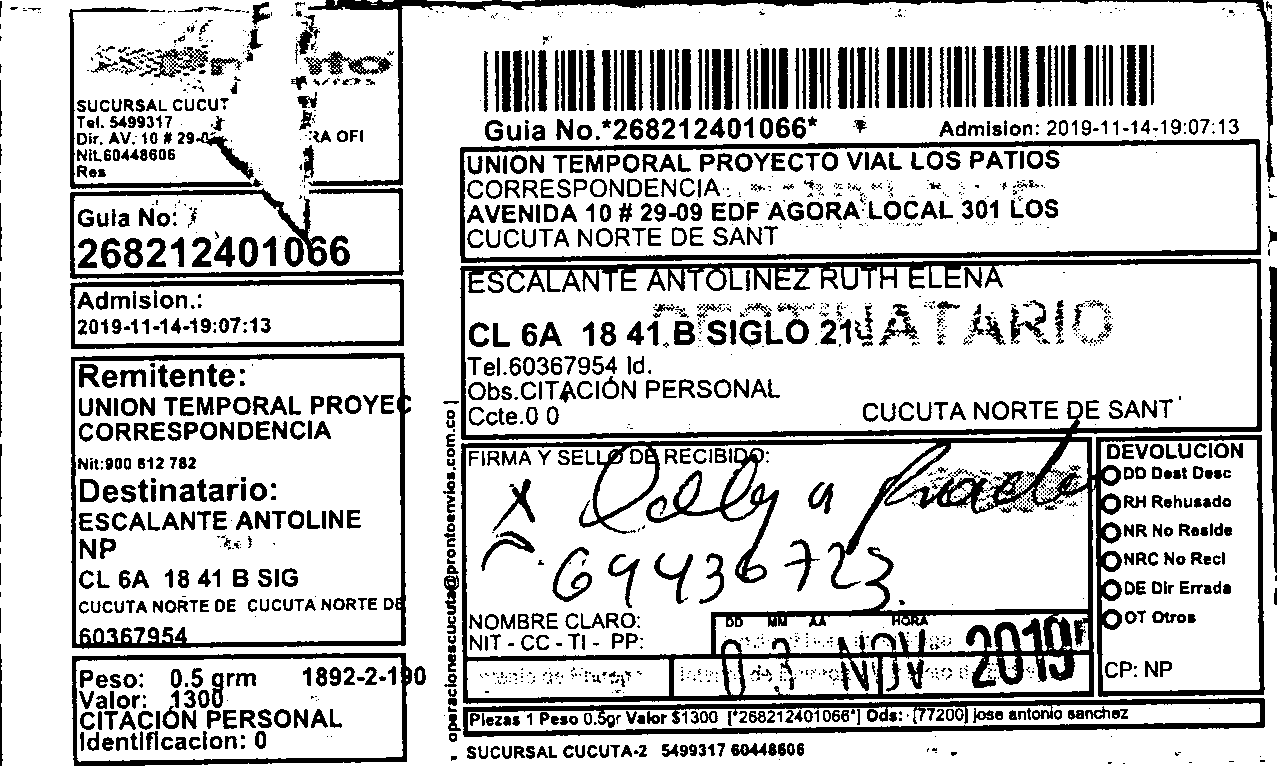 SUCURSAL CUCUT
Tel. 5499317
Dir. AV. 10 # 29-0 RA OFI
Nit.60448606
Res
Guia No:
268212401066
Admision.:
2019-11-14-19:07:13
Remitente:
UNION TEMPORAL PROYEC
CORRESPONDENCIA
Nit:900 612 782
Destinatario:
ESCALANTE ANTOLINE
NP
CL 6A 18 41 B SIG
CUCUTA NORTE DE CUCUTA NORTE DE
60367954
Peso: 0.5 grm 1892-2-190
Valor: 1300
CITACIÓN PERSONAL
Identificacion: 0
operacionescucuta@prontoenvios.com.co ]
Guia No.*268212401066* Admision: 2019-11-14-19:07:13
UNION TEMPORAL PROYECTO VIAL LOS PATIOS
CORRESPONDENCIA
AVENIDA 10 # 29-09 EDF AGORA LOCAL 301 LOS
CUCUTA NORTE DE SANT
ESCALANTE ANTOLINEZ RUTH ELENA
DESTINATARIO
CL 6A 18 41 B SIGLO 21
Tel.60367954 Id.
Obs.CITACIÓN PERSONAL
Ccte.0 0 CUCUTA NORTE DE SANT
FIRMA Y SELLO DE RECIBIDO:
X
69436723
NOMBRE CLARO:
NIT - CC - TI - PP:
DD MM AA HORA
03 NOV 2019
DEVOLUCIÓN
DD Dest Desc
RH Rehusado
NR No Reside
NRC No Recl
DE Dir Errada
OT Otros
CP: NP
Piezas 1 Peso 0.5gr Valor $1300 [*268212401066*] Ods: [77200] jose antonio sanchez
SUCURSAL CUCUTA-2 5499317 60448606